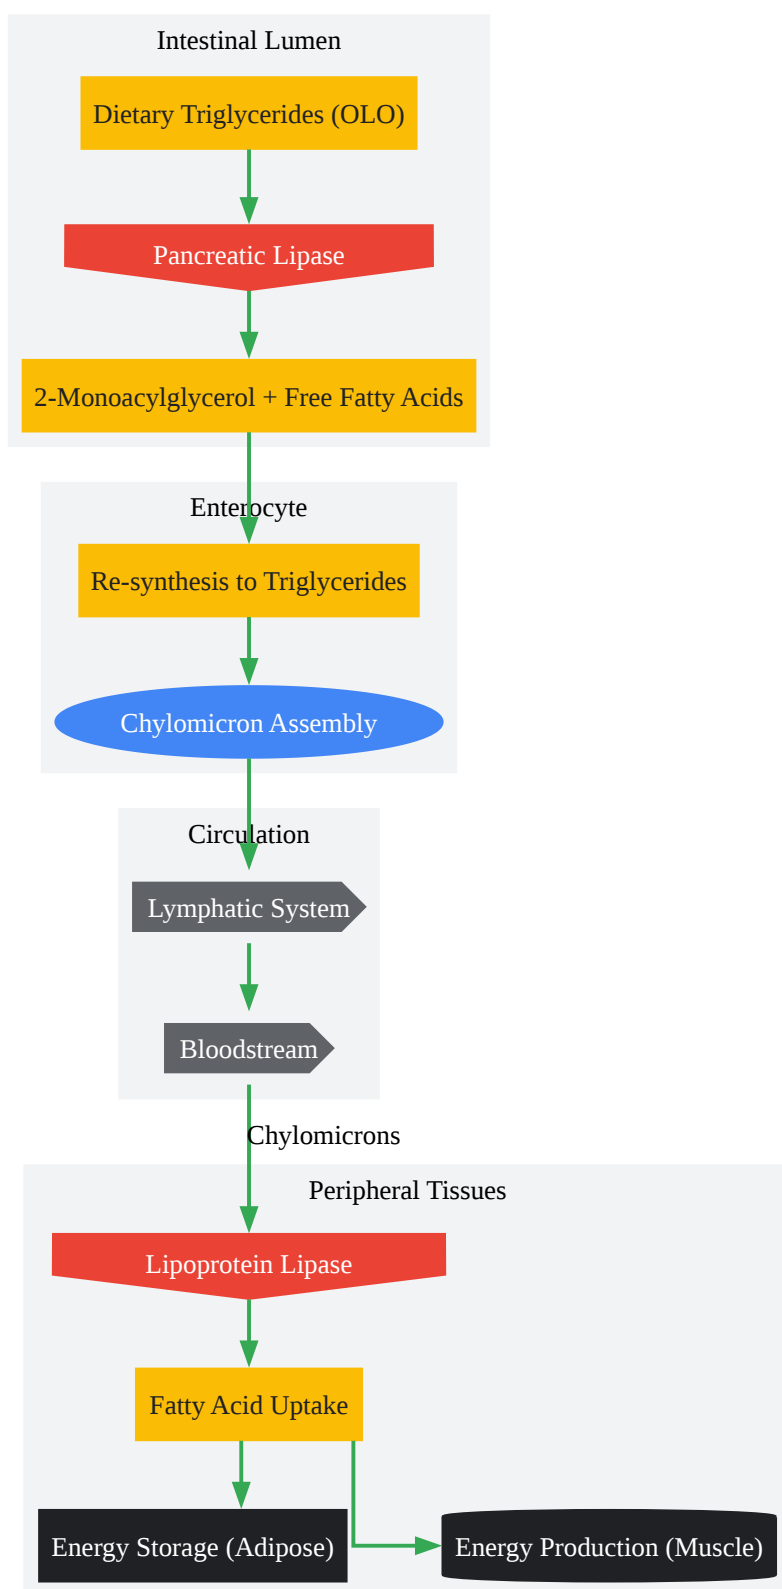 Intestinal Lumen
Dietary Triglycerides (OLO)
Pancreatic Lipase
2-Monoacylglycerol + Free Fatty Acids
Enterocyte
Re-synthesis to Triglycerides
Chylomicron Assembly
Circulation
Lymphatic System
Bloodstream
Chylomicrons
Peripheral Tissues
Lipoprotein Lipase
Fatty Acid Uptake
Energy Storage (Adipose)
Energy Production (Muscle)